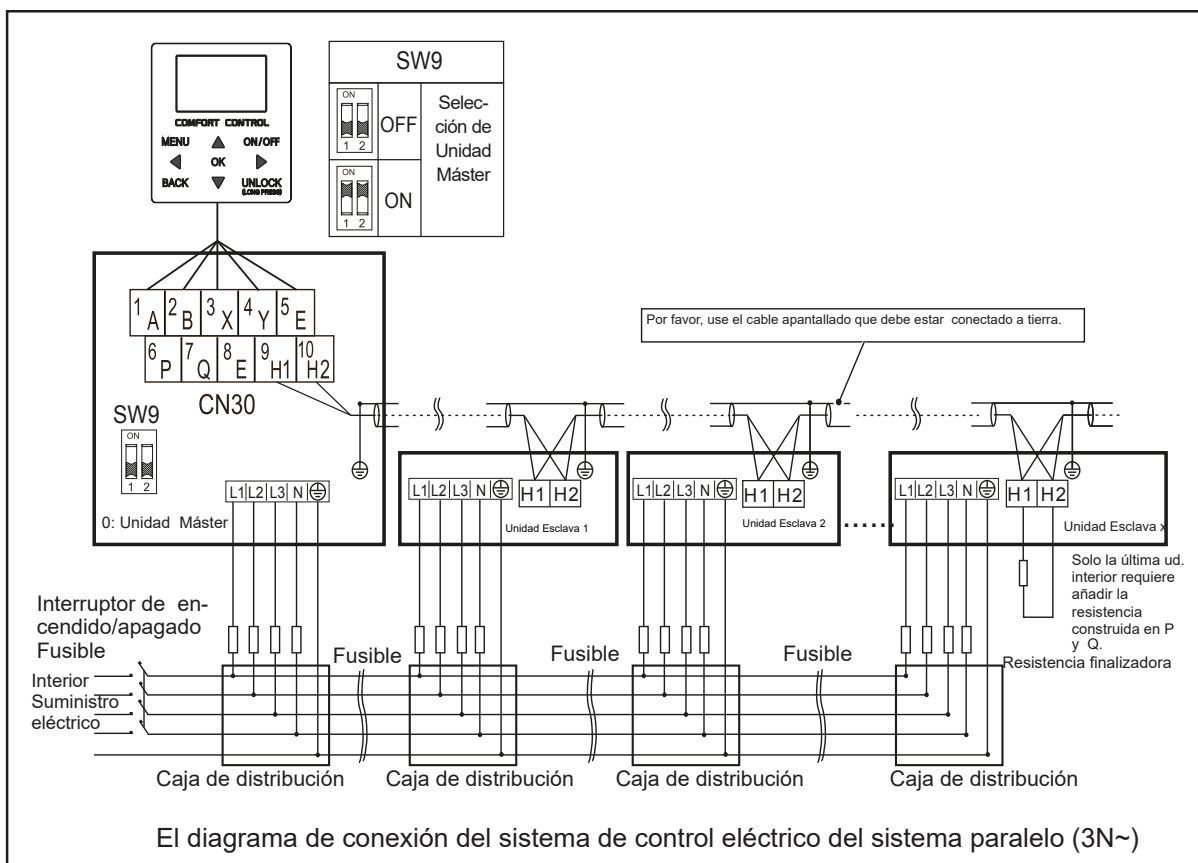 COMFORT CONTROL
MENU
ON/OFF
OK
BACK
UNLOCK
(LONG PRESS)
SW9
ON
1 2
OFF
ON
1 2
ON
Selec-
ción de
Unidad
Máster
1 A 2 B 3 X 4 Y 5 E
6 P 7 Q 8 E 9 H1 10 H2
CN30
SW9
ON
1 2
0: Unidad Máster
L1 L2 L3 N
Por favor, use el cable apantallado que debe estar conectado a tierra.
L1 L2 L3 N
H1 H2
Unidad Esclava 1
L1 L2 L3 N
H1 H2
Unidad Esclava 2
L1 L2 L3 N
H1 H2
Unidad Esclava x
Solo la última ud.
interior requiere
añadir la
resistencia
construida en P
y Q.
Resistencia finalizadora
Interruptor de en-
cendido/apagado
Fusible
Fusible
Fusible
Fusible
Interior
Suministro
eléctrico
Caja de distribución
Caja de distribución
Caja de distribución
Caja de distribución
El diagrama de conexión del sistema de control eléctrico del sistema paralelo (3N~)